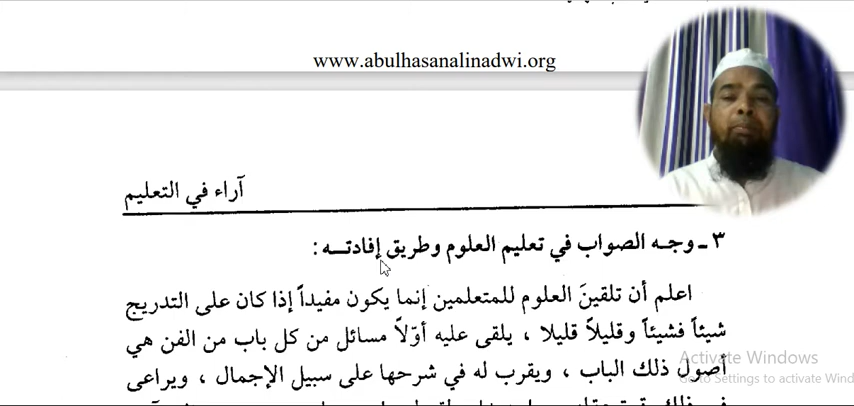 www.abulhasanalinadwi.org
آراء في التعليم
٣ ـ وجـه الصواب في تعليم العلوم وطريق إفادتـــه :
اعلم أن تلقينَ العلوم للمتعلمين إنما يكون مفيداً إذا كان على التدريج
شيئاً فشيئاً وقليلاً قليلا ، يلقى عليه أوّلاً مسائل من كل باب من الفن هي
أصول ذلك الباب ، ويقرب له في شرحها على سبيل الإجمال ، ويراعى
Activate Windows
Go to Settings to activate Wind